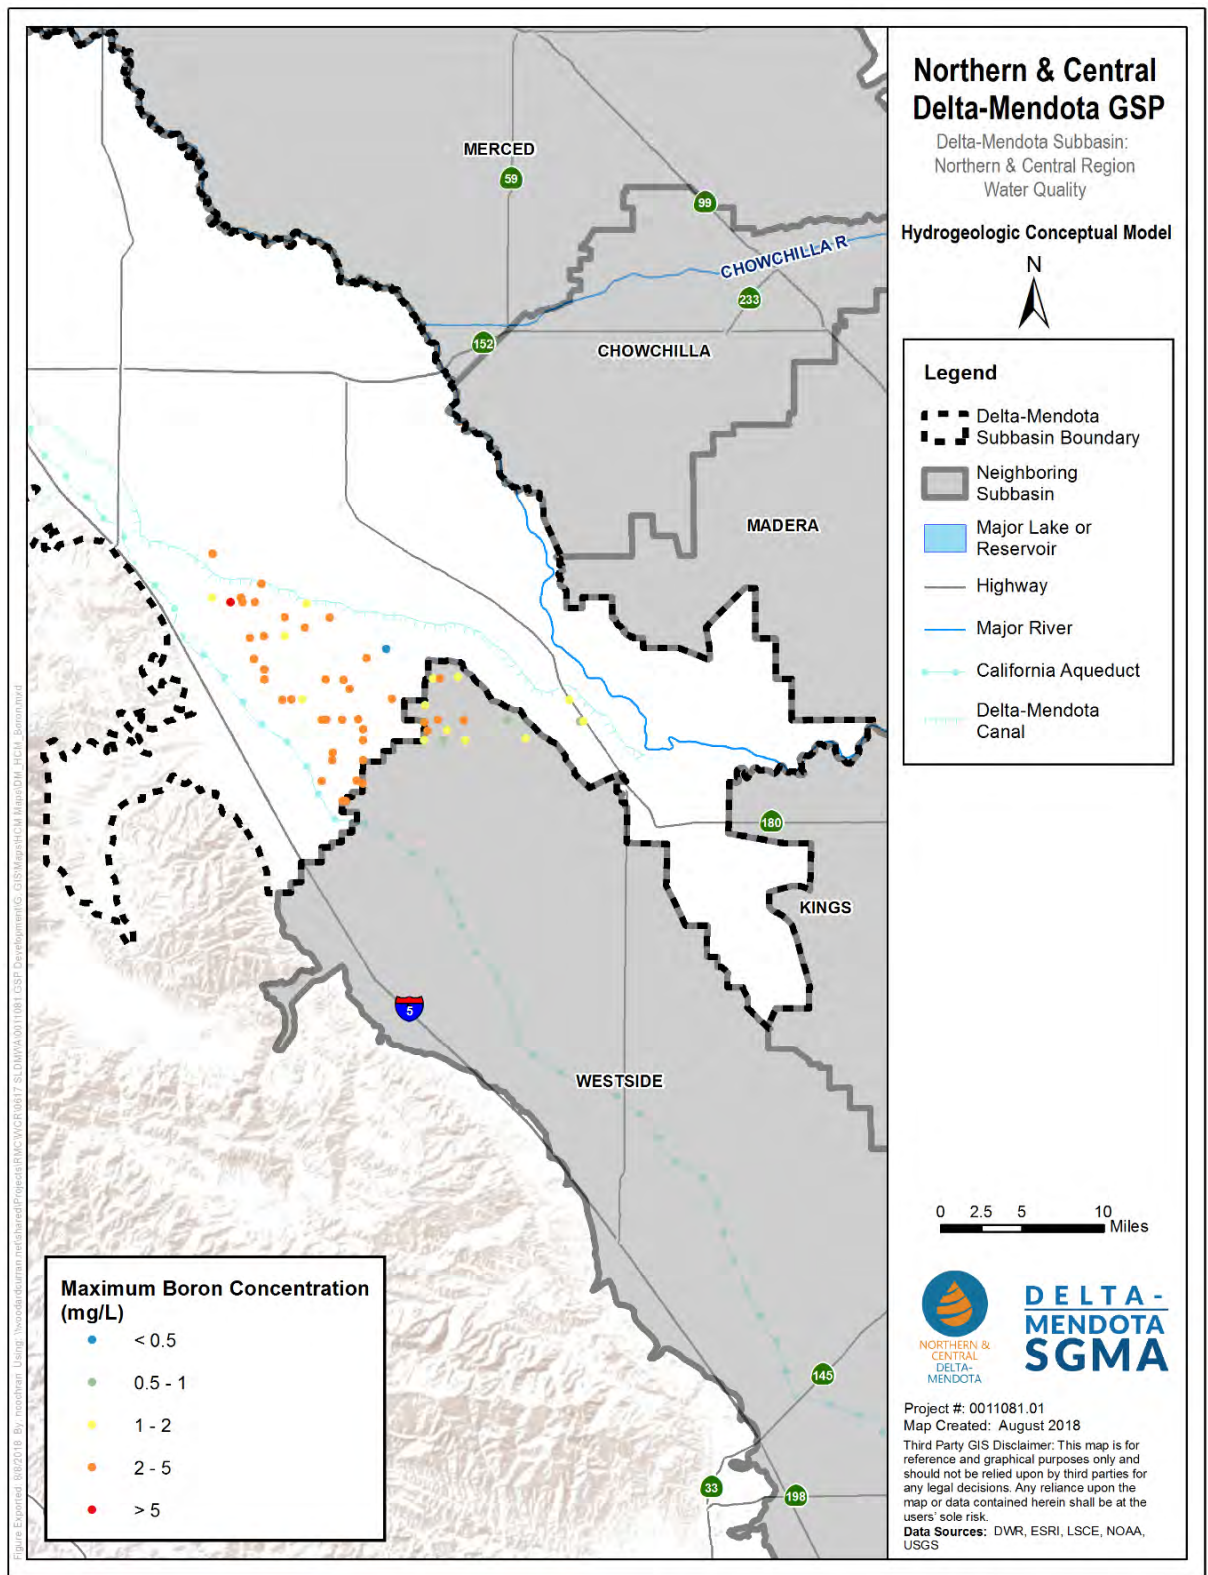 Northern & Central
Delta-Mendota GSP
Delta-Mendota Subbasin:
Northern & Central Region
Water Quality
Hydrogeologic Conceptual Model
N
Legend
Delta-Mendota
Subbasin Boundary
Neighboring
Subbasin
Major Lake or
Reservoir
Highway
Major River
California Aqueduct
Delta-Mendota
Canal
MERCED
59
99
CHOWCHILLA R
233
152
CHOWCHILLA
MADERA
180
KINGS
5
WESTSIDE
145
33
198
Maximum Boron Concentration
(mg/L)
< 0.5
0.5 - 1
1 - 2
2 - 5
> 5
0 2.5 5 10
Miles
NORTHERN &
CENTRAL
DELTA-
MENDOTA
DELTA-
MENDOTA
SGMA
Project #: 0011081.01
Map Created: August 2018
Third Party GIS Disclaimer: This map is for
reference and graphical purposes only and
should not be relied upon by third parties for
any legal decisions. Any reliance upon the
map or data contained herein shall be at the
users' sole risk.
Data Sources: DWR, ESRI, LSCE, NOAA,
USGS